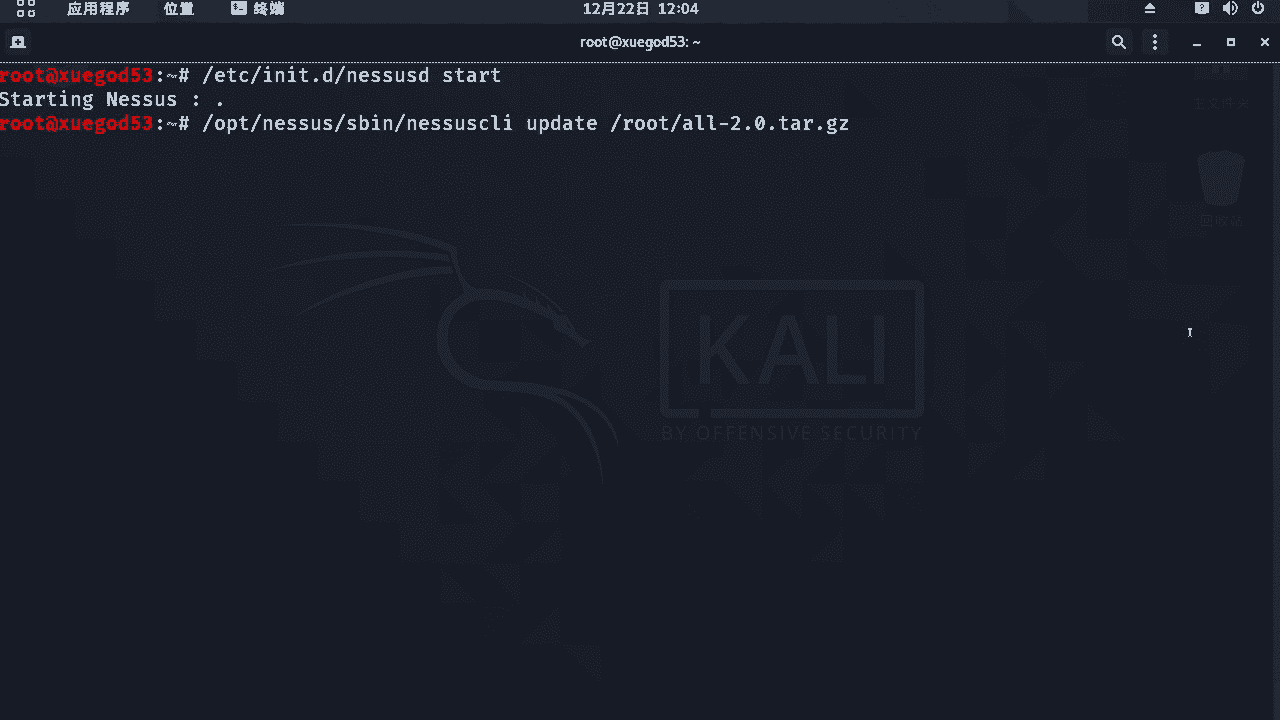 应用程序 位置 终端 12月22日 12:04
root@xuegod53: ~
root@xuegod53:~# /etc/init.d/nessusd start
Starting Nessus : .
root@xuegod53:~# /opt/nessus/sbin/nessuscli update /root/all-2.0.tar.gz
主文件夹
回收站
KALI
BY OFFENSIVE SECURITY